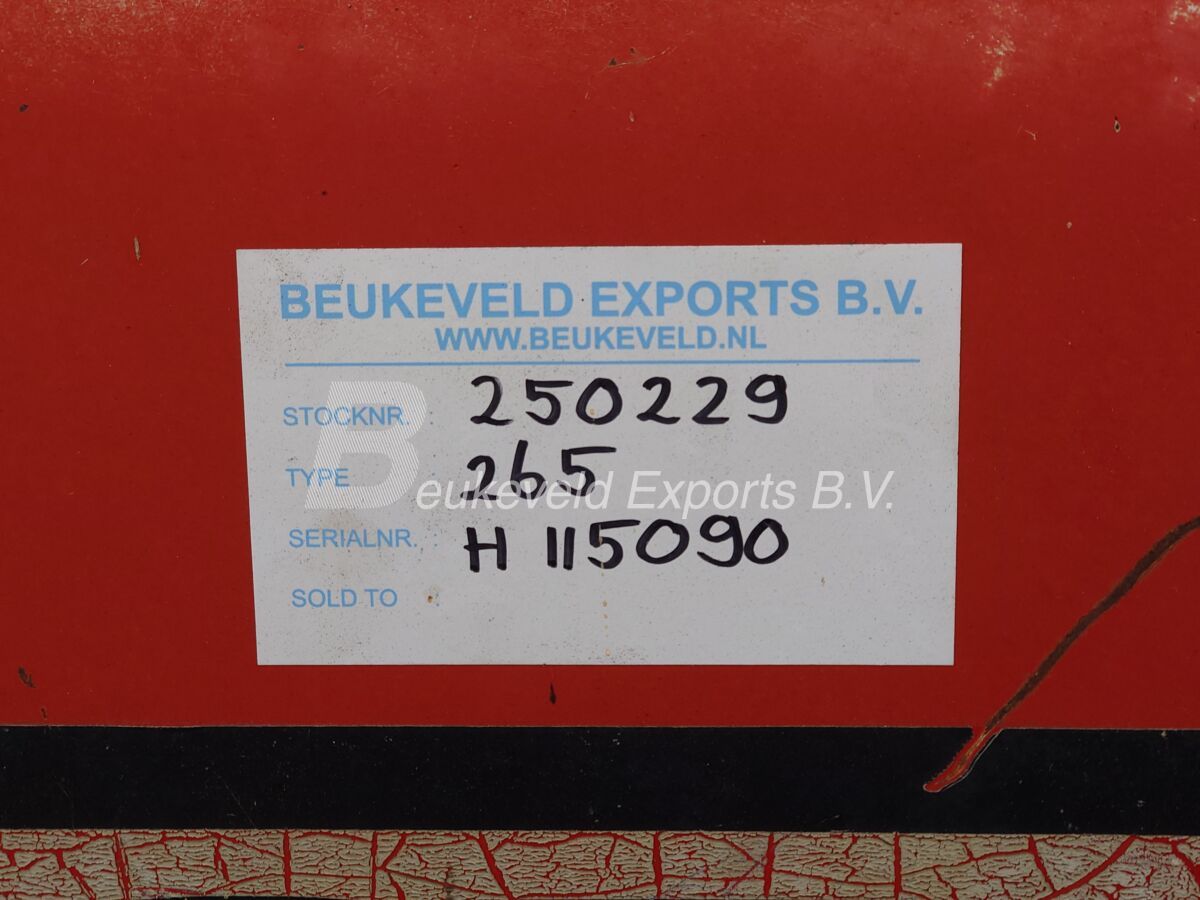 BEUKEVELD EXPORTS B.V.
WWW.BEUKEVELD.NL
STOCKNR. : 250229
TYPE : 265
Beukeveld Exports B.V.
SERIALNR. : H 115090
SOLD TO :